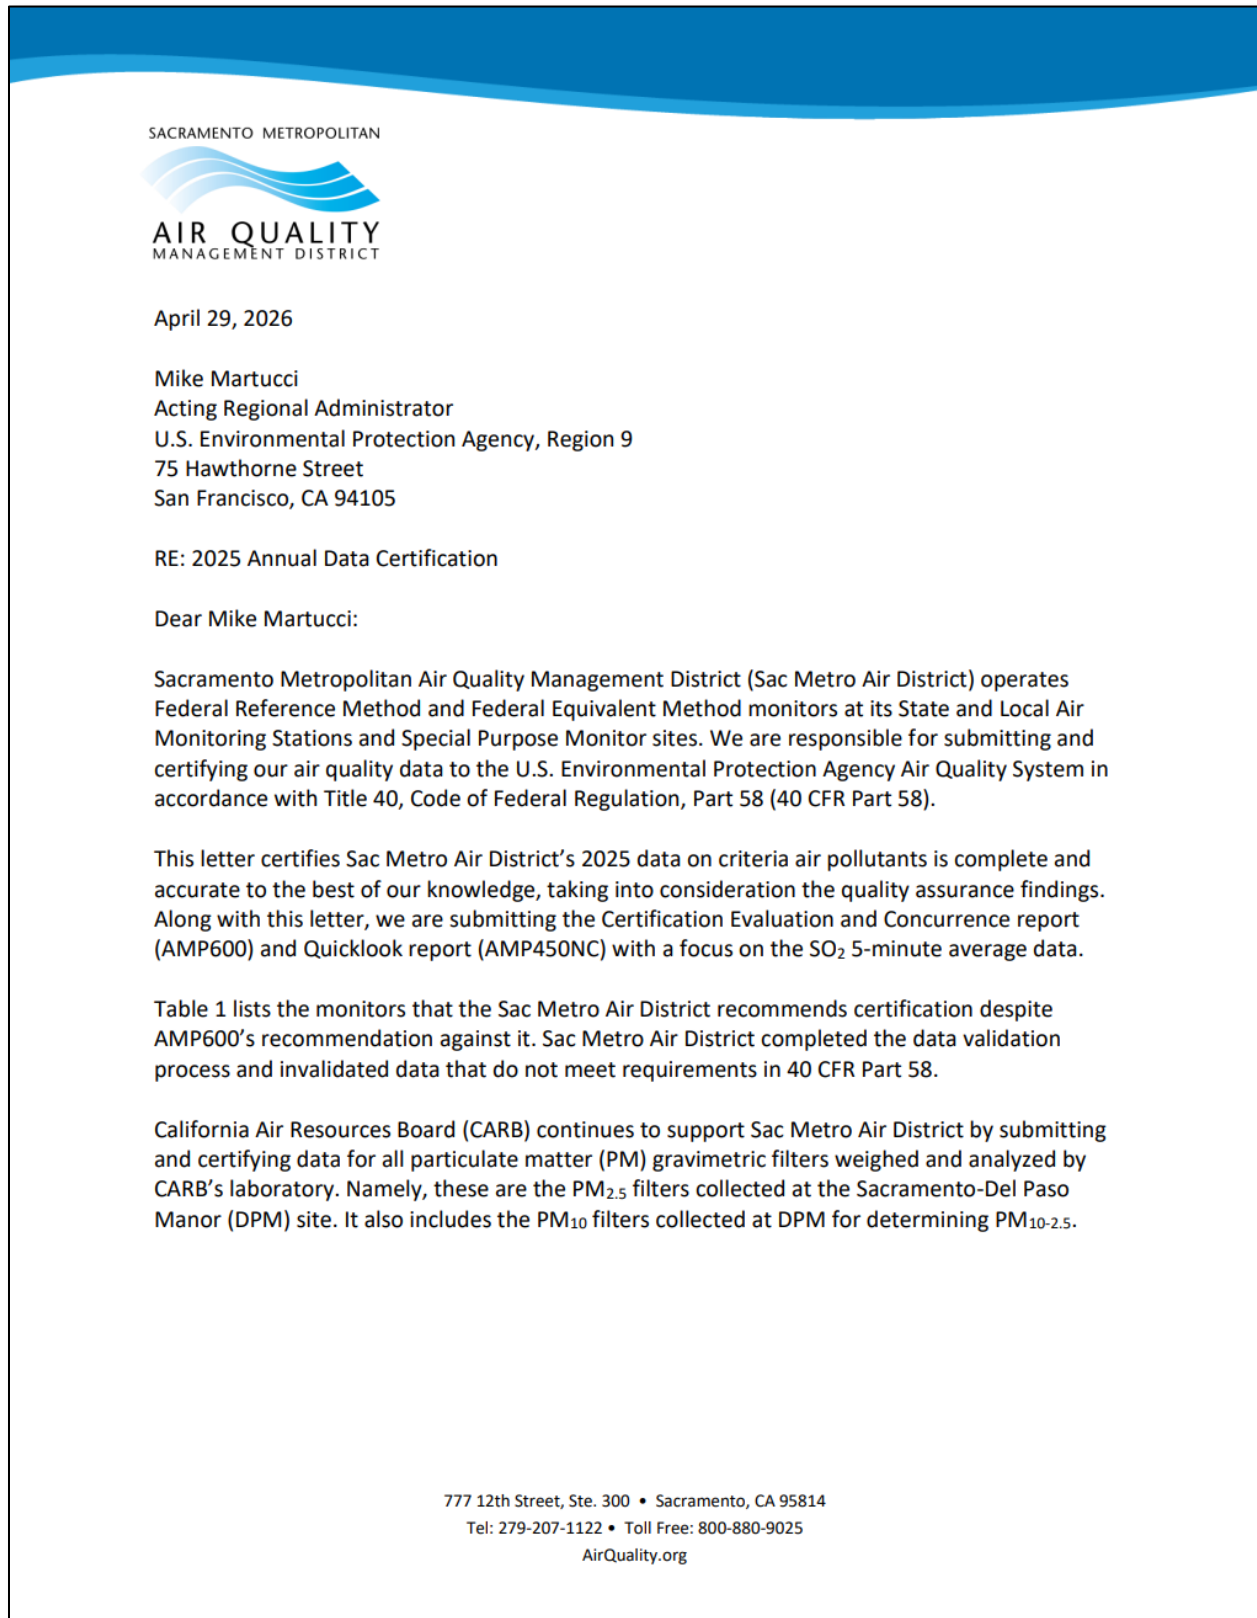 SACRAMENTO METROPOLITAN
AIR QUALITY
MANAGEMENT DISTRICT
April 29, 2026
Mike Martucci
Acting Regional Administrator
U.S. Environmental Protection Agency, Region 9
75 Hawthorne Street
San Francisco, CA 94105
RE: 2025 Annual Data Certification
Dear Mike Martucci:
Sacramento Metropolitan Air Quality Management District (Sac Metro Air District) operates
Federal Reference Method and Federal Equivalent Method monitors at its State and Local Air
Monitoring Stations and Special Purpose Monitor sites. We are responsible for submitting and
certifying our air quality data to the U.S. Environmental Protection Agency Air Quality System in
accordance with Title 40, Code of Federal Regulation, Part 58 (40 CFR Part 58).
This letter certifies Sac Metro Air District’s 2025 data on criteria air pollutants is complete and
accurate to the best of our knowledge, taking into consideration the quality assurance findings.
Along with this letter, we are submitting the Certification Evaluation and Concurrence report
(AMP600) and Quicklook report (AMP450NC) with a focus on the SO₂ 5-minute average data.
Table 1 lists the monitors that the Sac Metro Air District recommends certification despite
AMP600’s recommendation against it. Sac Metro Air District completed the data validation
process and invalidated data that do not meet requirements in 40 CFR Part 58.
California Air Resources Board (CARB) continues to support Sac Metro Air District by submitting
and certifying data for all particulate matter (PM) gravimetric filters weighed and analyzed by
CARB’s laboratory. Namely, these are the PM₂.₅ filters collected at the Sacramento-Del Paso
Manor (DPM) site. It also includes the PM₁₀ filters collected at DPM for determining PM₁₀₋₂.₅.
777 12th Street, Ste. 300 • Sacramento, CA 95814
Tel: 279-207-1122 • Toll Free: 800-880-9025
AirQuality.org